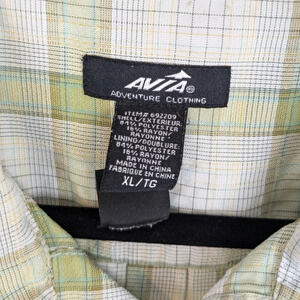 AVIA
ADVENTURE CLOTHING
ITEM# 692209
SHELL/EXTERIEUR:
84% POLYESTER
16% RAYON/
RAYONNE
LINING/DOUBLURE:
84% POLYESTER
16% RAYON/
RAYONNE
MADE IN CHINA
FABRIQUE EN CHINE
XL/TG